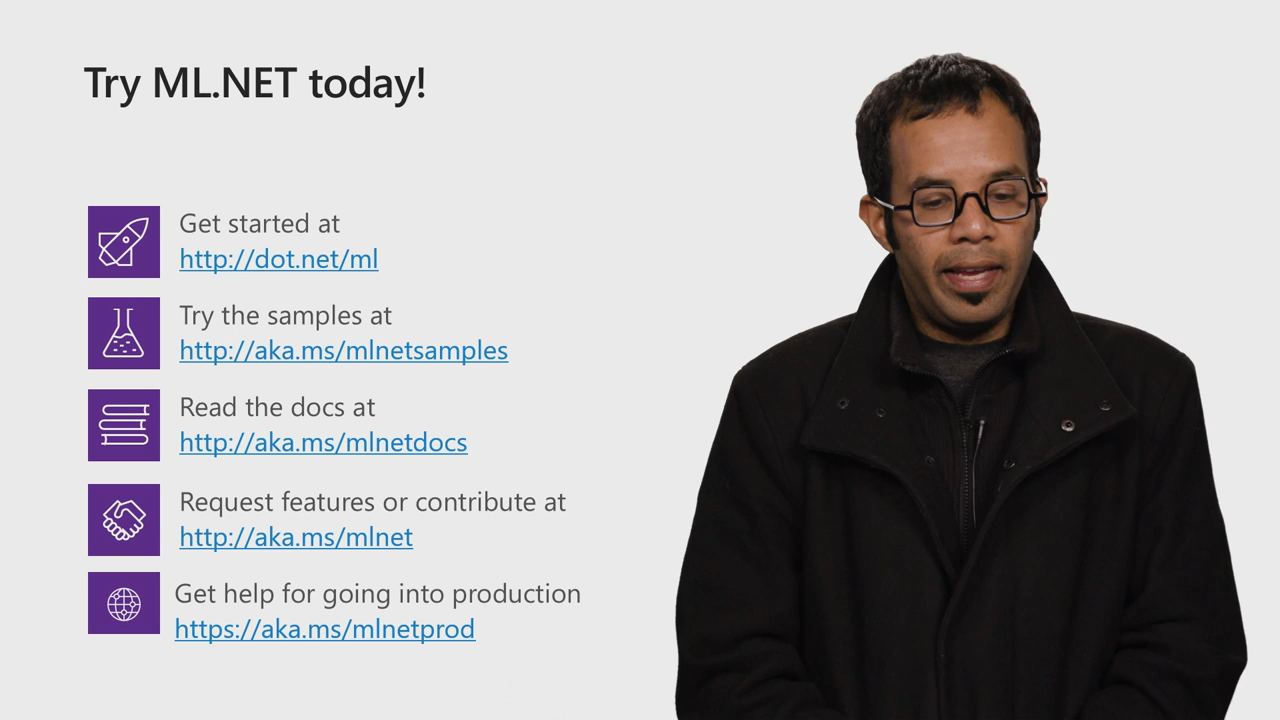 Try ML.NET today!
Get started at
http://dot.net/ml
Try the samples at
http://aka.ms/mlnetsamples
Read the docs at
http://aka.ms/mlnetdocs
Request features or contribute at
http://aka.ms/mlnet
Get help for going into production
https://aka.ms/mlnetprod